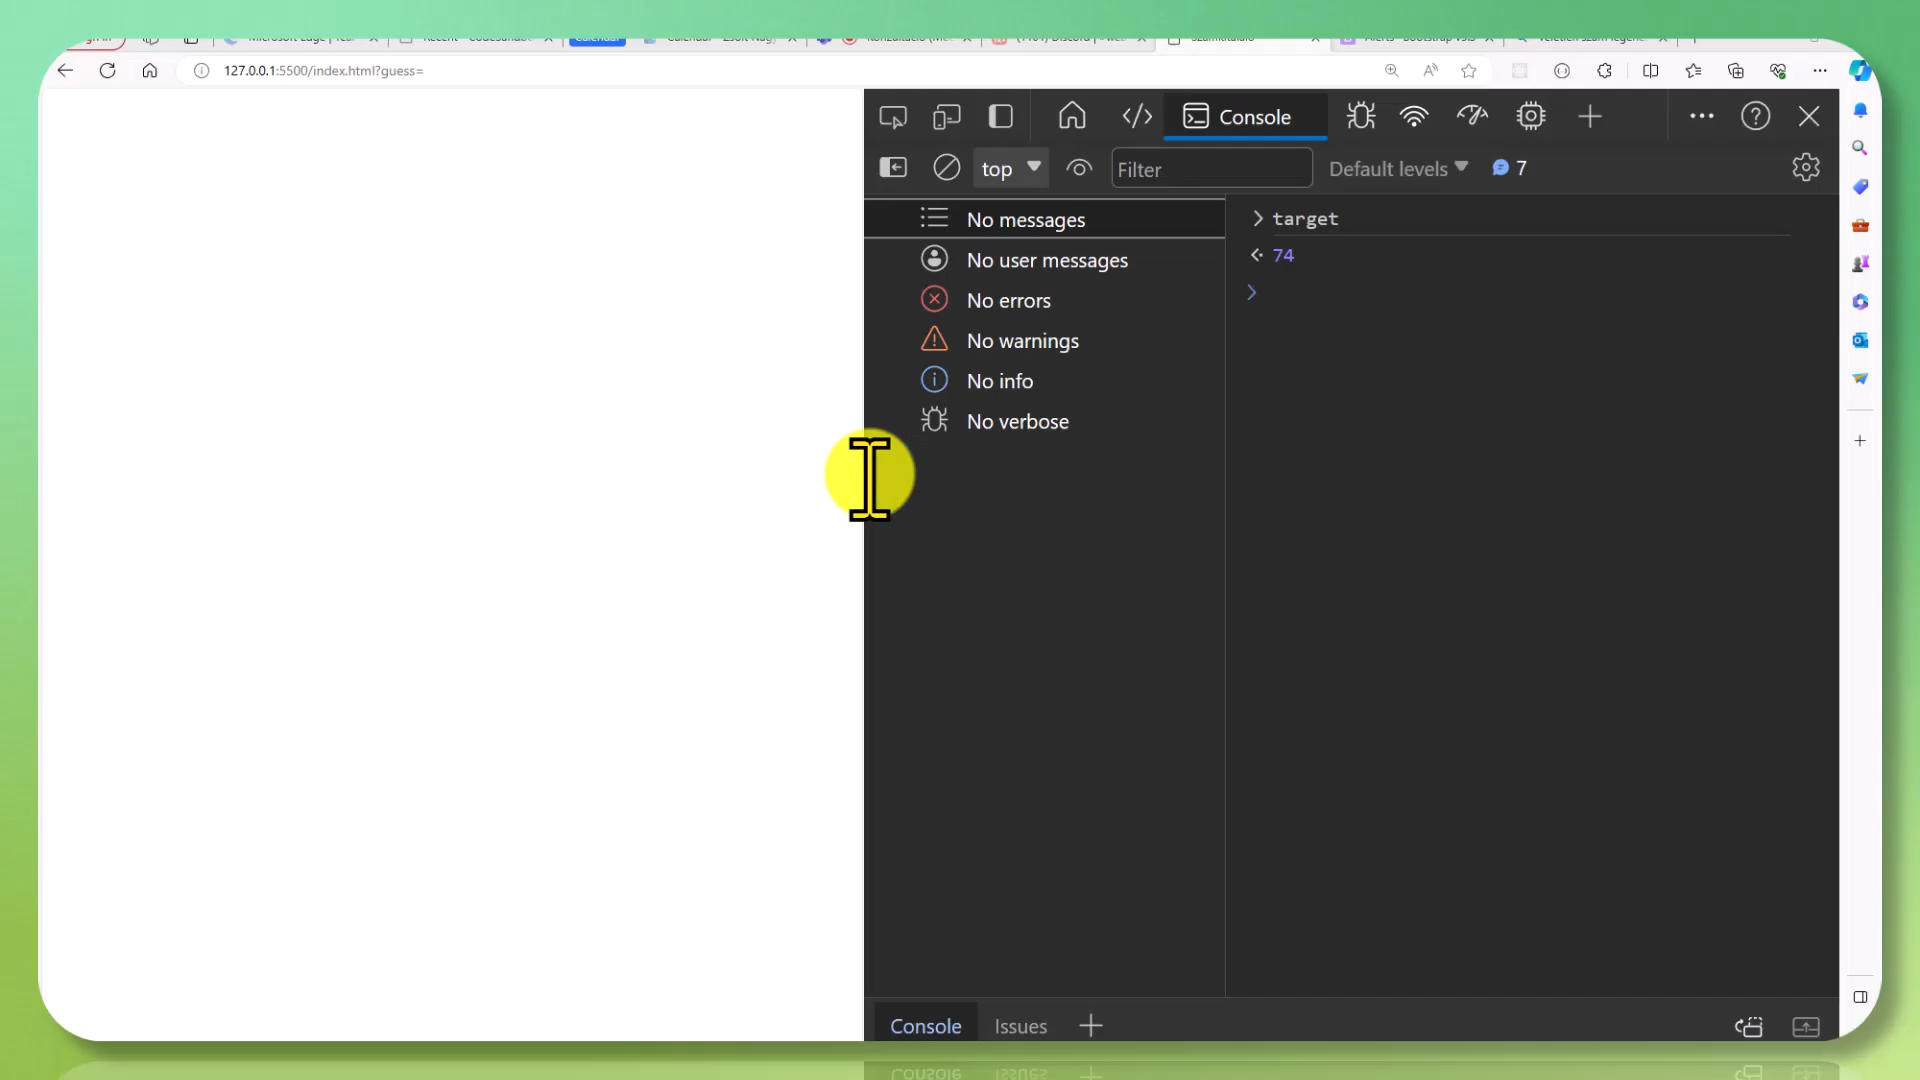 127.0.0.1:5500/index.html?guess=
Console
top
Filter
Default levels
7
No messages
No user messages
No errors
No warnings
No info
No verbose
target
74
Console
Issues